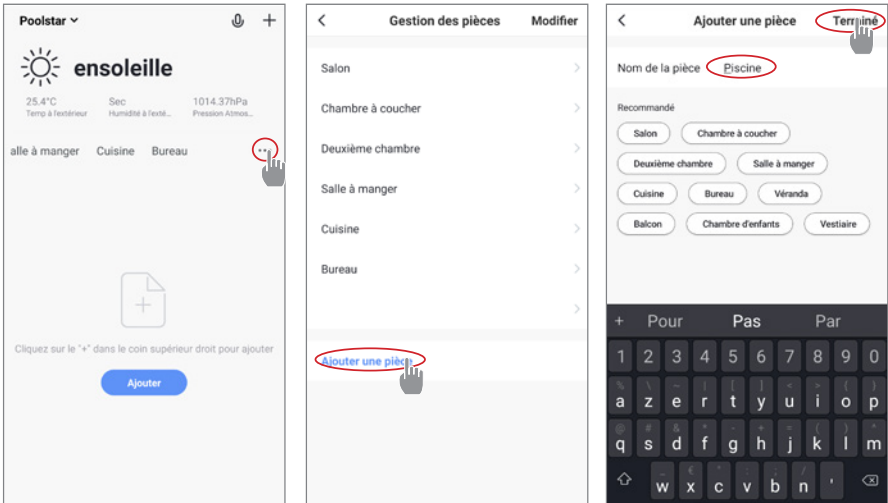 Poolstar
ensoleille
25.4°C Sec 1014.37hPa
Temp à l'extérieur Humidité à l'exté... Pression Atmos...
alle à manger Cuisine Bureau ...
Cliquez sur le "+" dans le coin supérieur droit pour ajouter
Ajouter
Gestion des pièces Modifier
Salon
Chambre à coucher
Deuxième chambre
Salle à manger
Cuisine
Bureau
Ajouter une pièce
Ajouter une pièce Terminé
Nom de la pièce Piscine
Recommandé
Salon Chambre à coucher
Deuxième chambre Salle à manger
Cuisine Bureau Véranda
Balcon Chambre d'enfants Vestiaire
+ Pour Pas Par
1 2 3 4 5 6 7 8 9 0
a z e r t y u i o p
q s d f g h j k l m
w x c v b n '